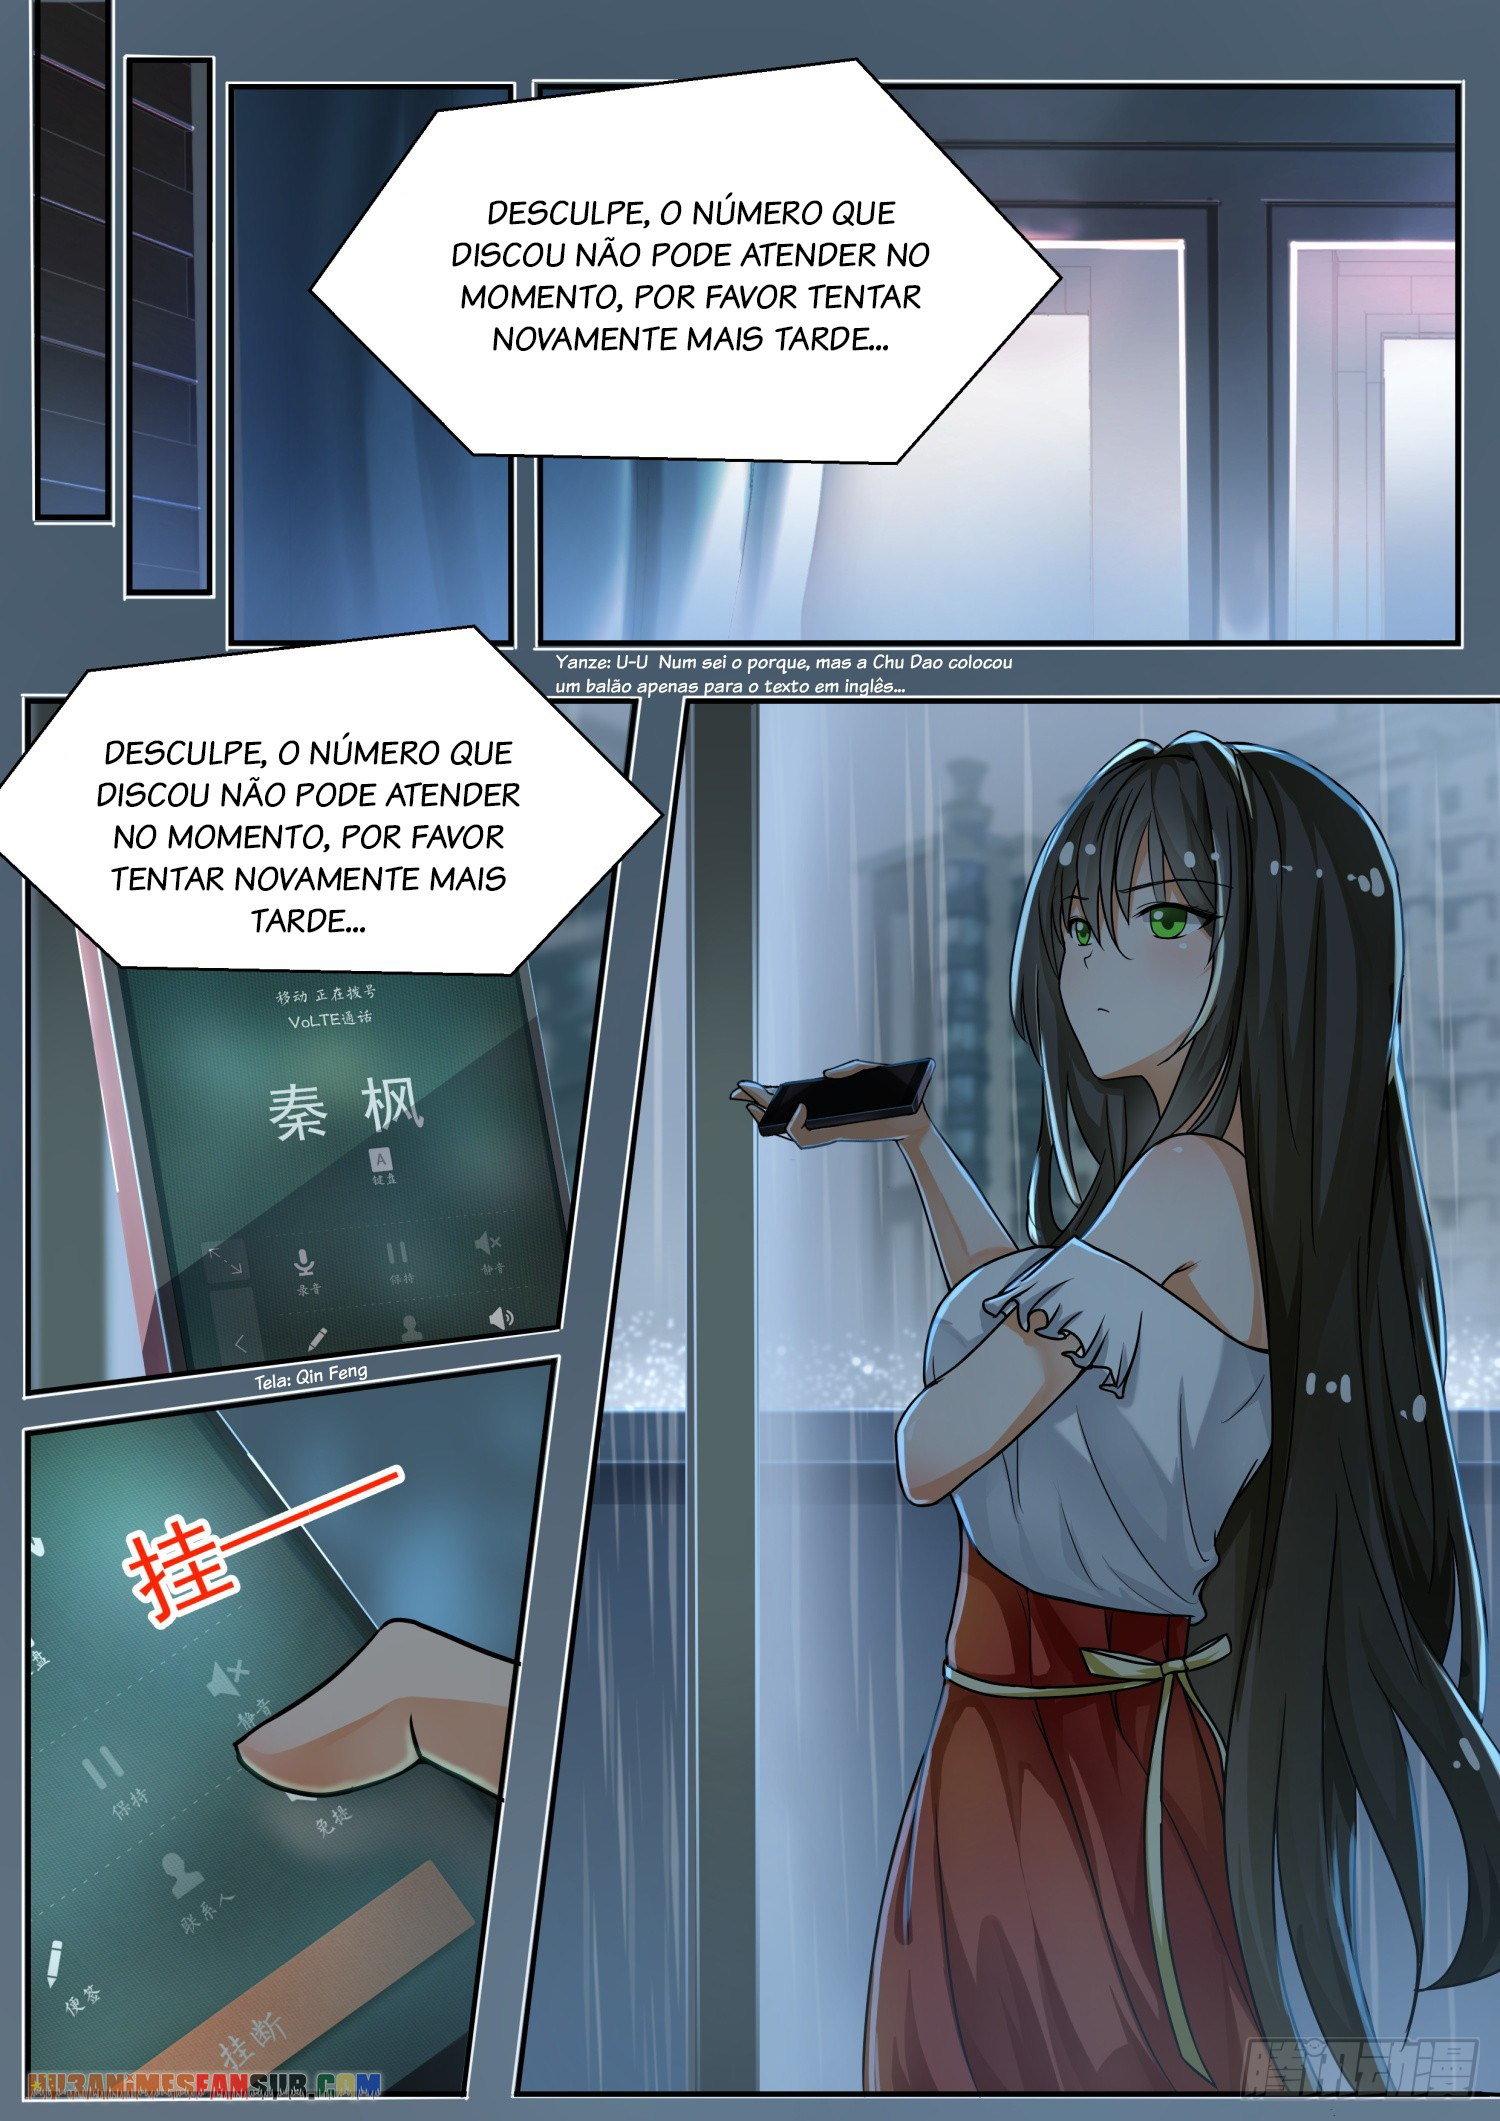 DESCULPE, O NÚMERO QUE
DISCOU NÃO PODE ATENDER NO
MOMENTO, POR FAVOR TENTAR
NOVAMENTE MAIS TARDE...
Yanze: U-U Num sei o porque, mas a Chu Dao colocou
um balão apenas para o texto em inglês...
DESCULPE, O NÚMERO QUE
DISCOU NÃO PODE ATENDER
NO MOMENTO, POR FAVOR
TENTAR NOVAMENTE MAIS
TARDE...
移动 正在拨号
VoLTE通话
秦 枫
A
键盘
录音
保持
静音
Tela: Qin Feng
挂一
盘
静音
保持
免提
联系人
便签
挂断
HU3ANIMESFANSUB.COM
腾讯动漫